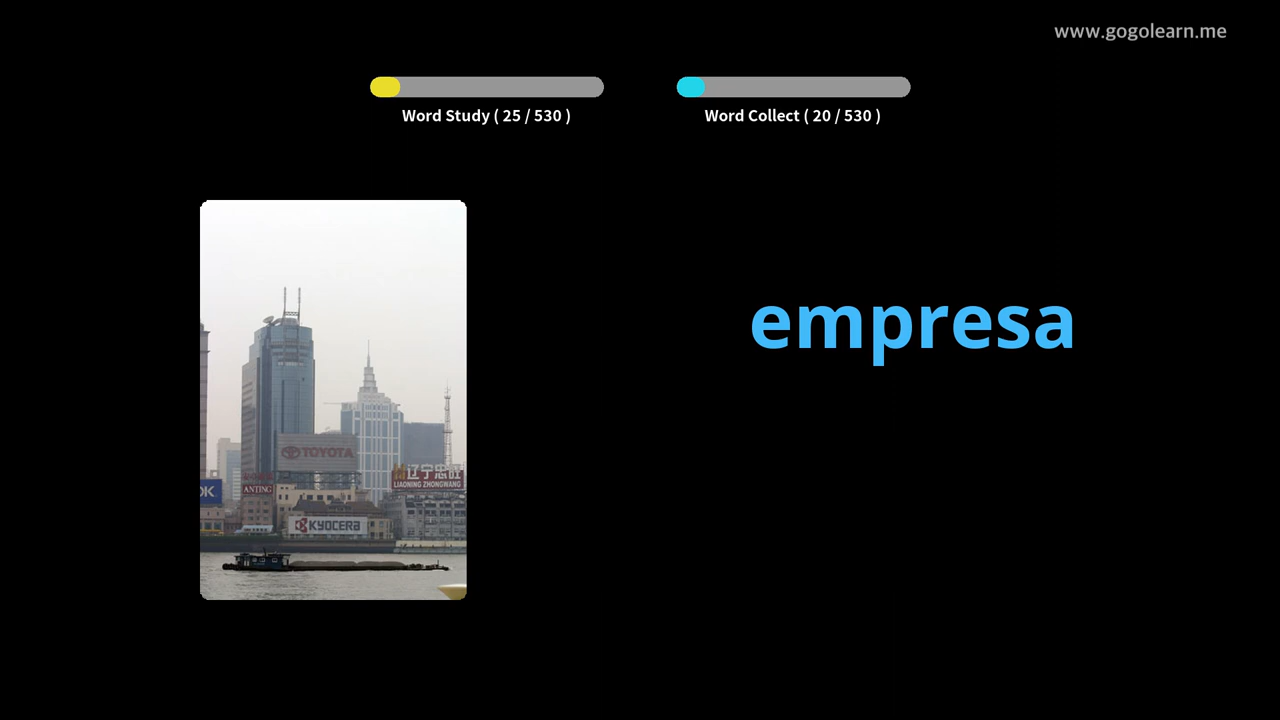 www.gogolearn.me
Word Study ( 25 / 530 )
Word Collect ( 20 / 530 )
empresa
TOYOTA
辽宁忠旺
LIAONING ZHONGWANG
ANTING
OK
KYOCERA